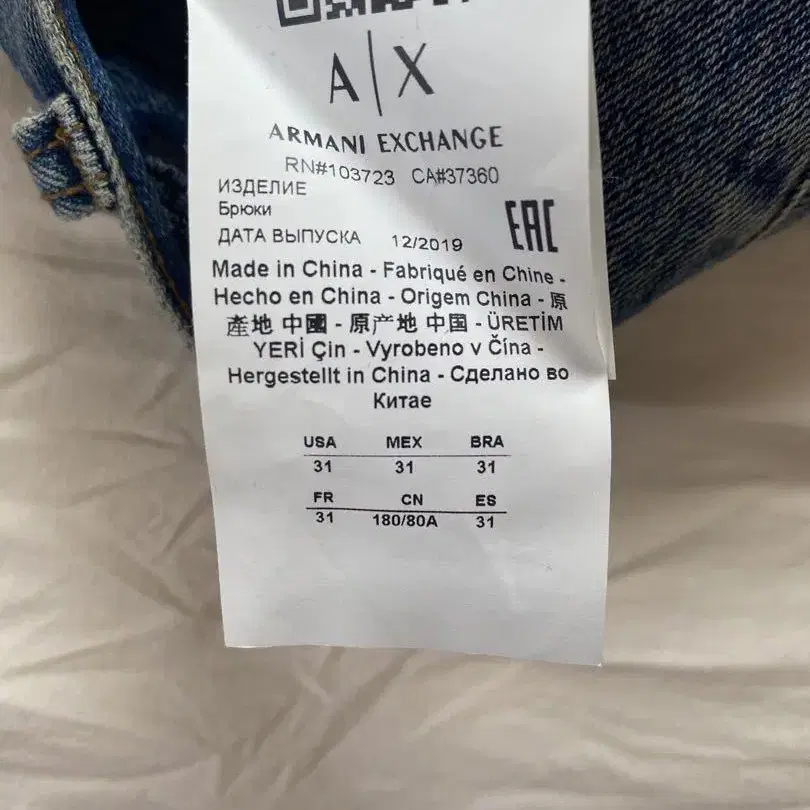 A|X
ARMANI EXCHANGE
RN#103723 CA#37360
ИЗДЕЛИЕ
Брюки
ДАТА ВЫПУСКА 12/2019
EAC
Made in China - Fabriqué en Chine -
Hecho en China - Origem China - 原
產地 中國 - 原产地 中国 - ÜRETİM
YERİ Çin - Vyrobeno v Čína -
Hergestellt in China - Сделано во
Китае
USA MEX BRA
31 31 31
FR CN ES
31 180/80A 31